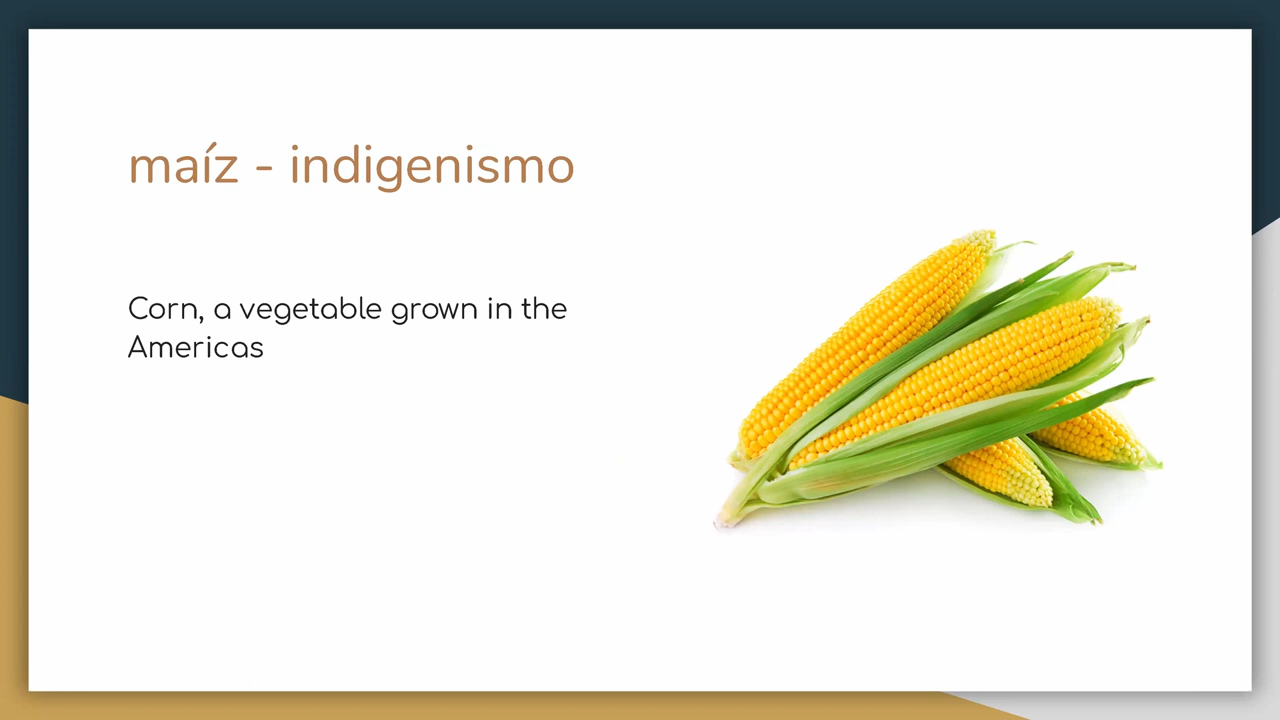 maíz - indigenismo
Corn, a vegetable grown in the
Americas